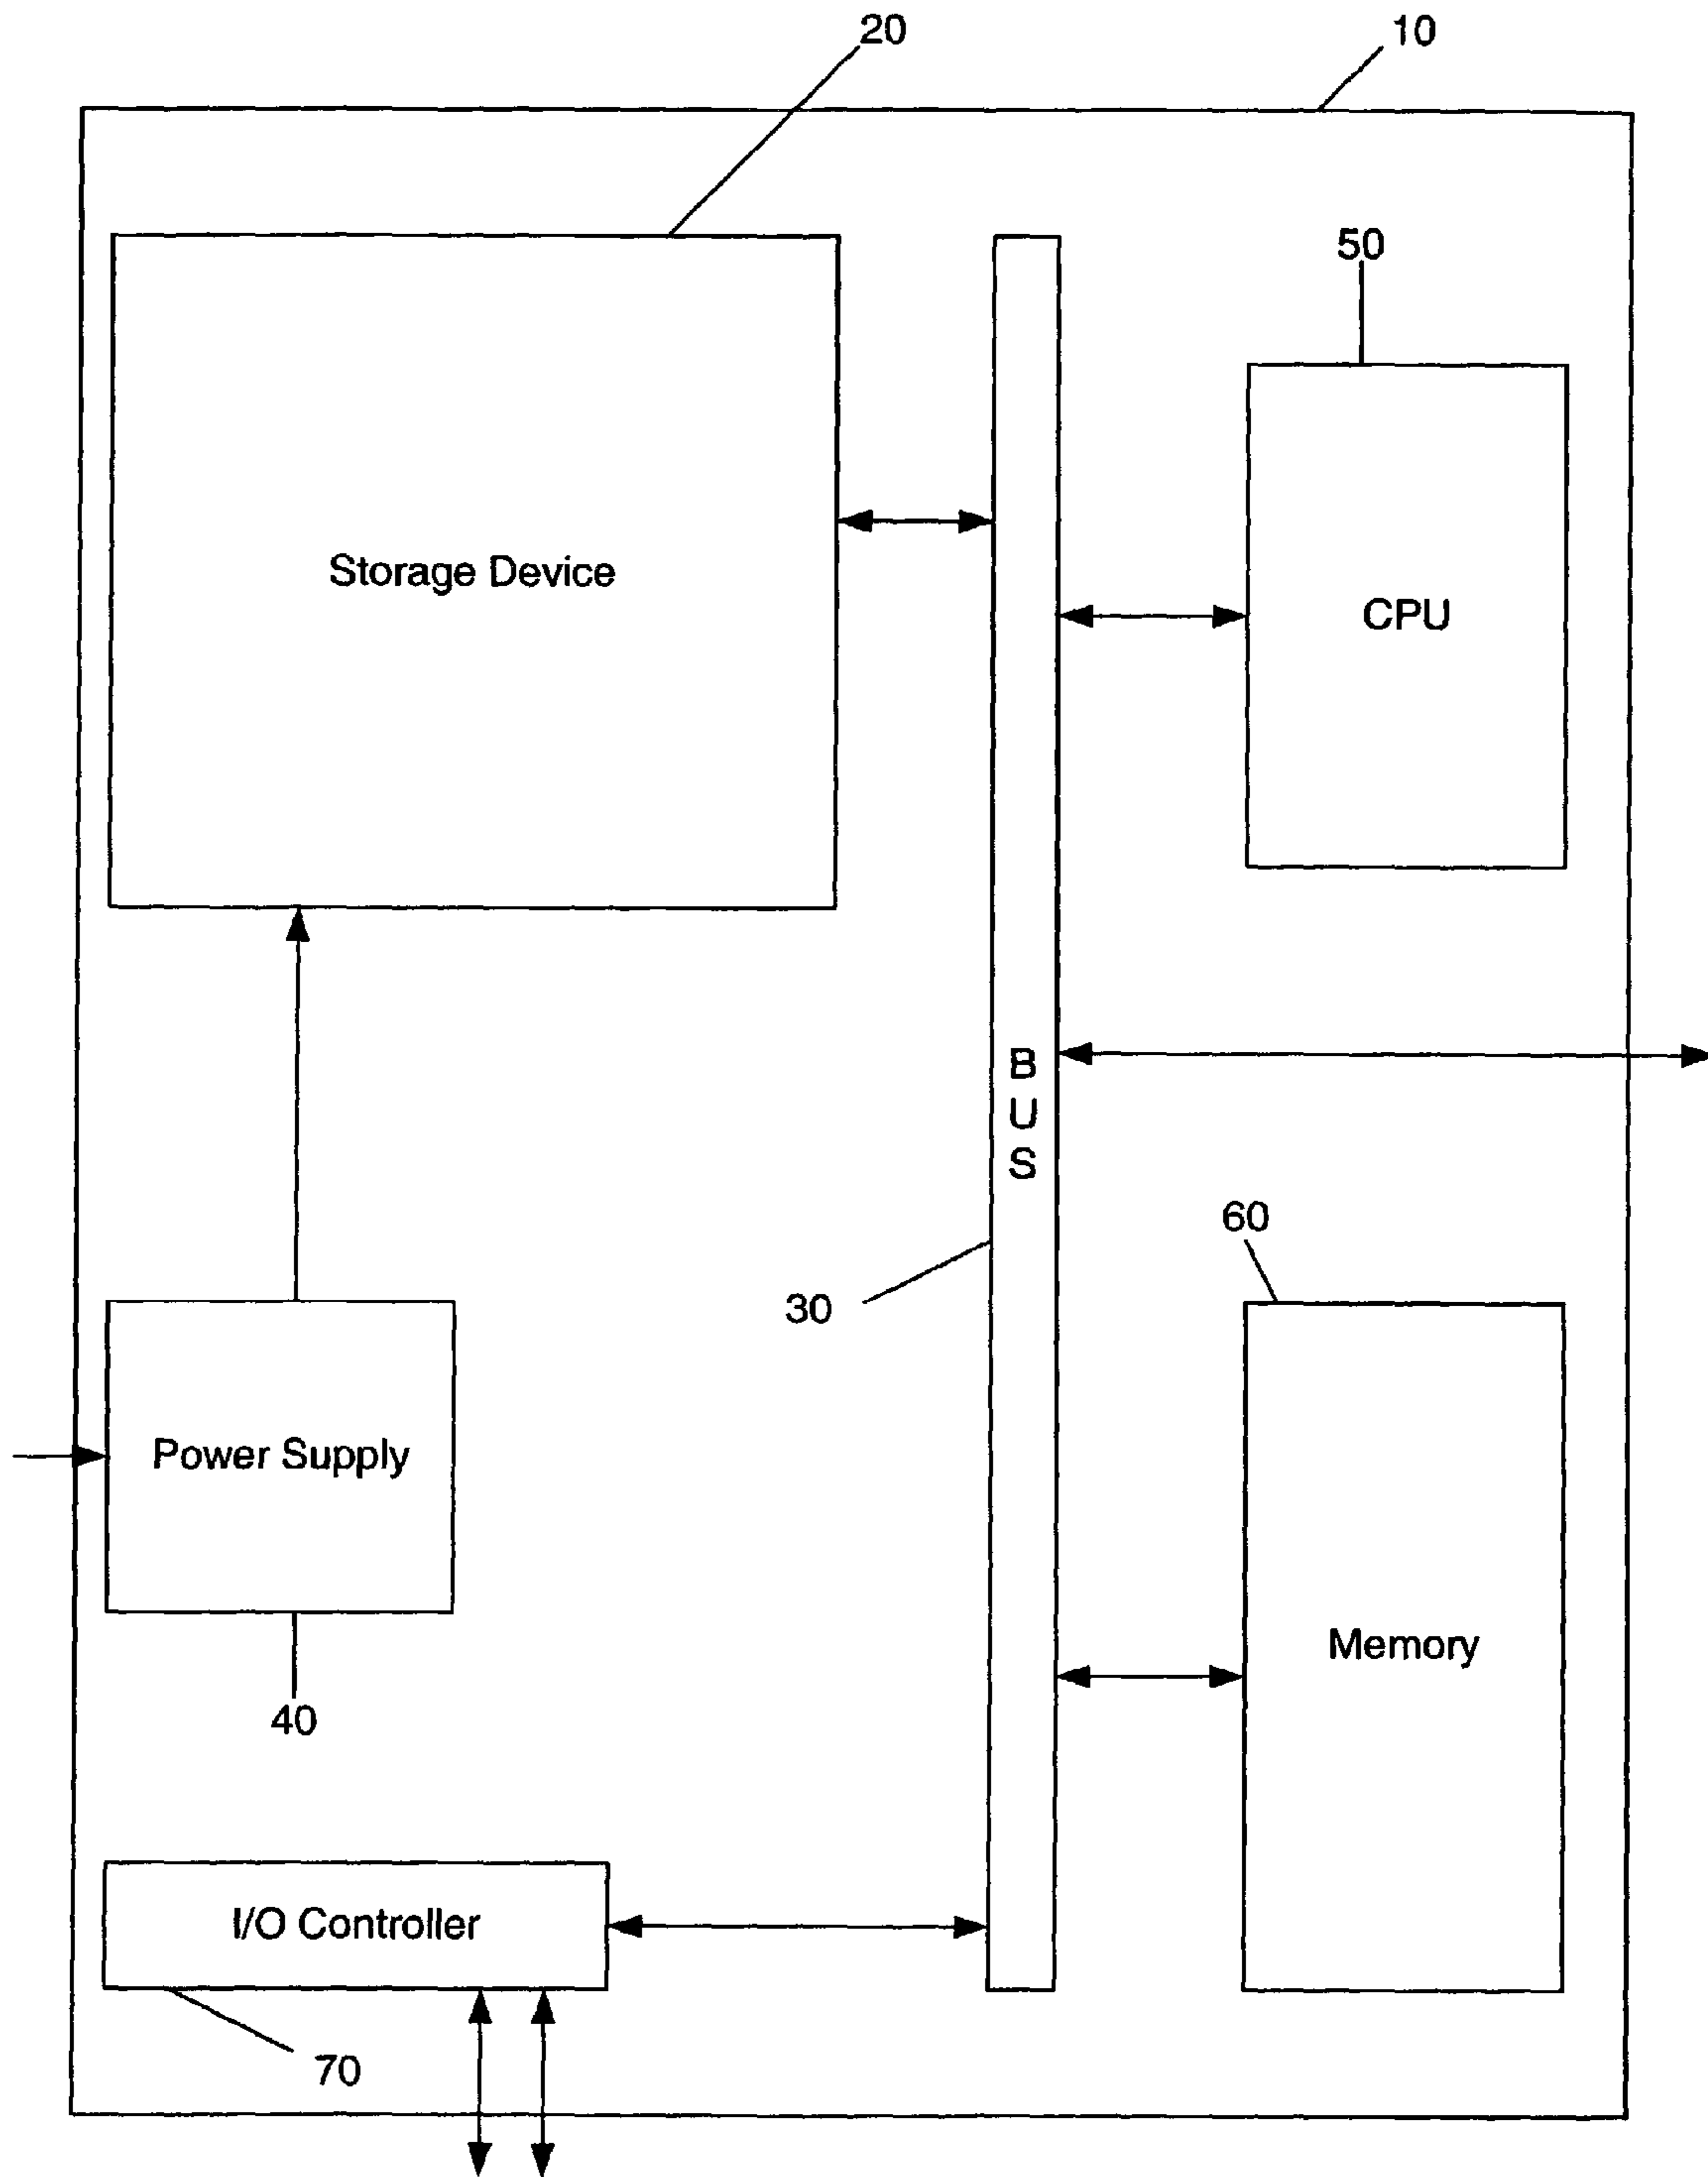 20
10
50
Storage Device
CPU
B
U
S
60
30
Power Supply
Memory
40
I/O Controller
70